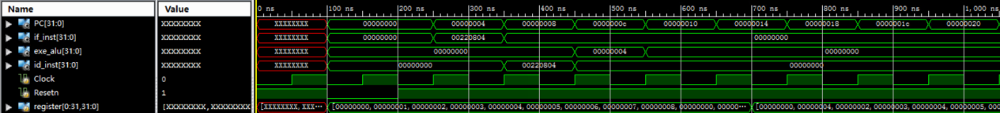 Name Value 0 ns 100 ns 200 ns 300 ns 400 ns 500 ns 600 ns 700 ns 800 ns 900 ns 1,000 ns
PC[31:0] XXXXXXXX XXXXXXXX 00000000 00000004 00000008 0000000c 00000010 00000014 00000018 0000001c 00000020
if_inst[31:0] XXXXXXXX XXXXXXXX 00000000 00220804 00000000
exe_alu[31:0] XXXXXXXX XXXXXXXX 00000000 00000004 00000000
id_inst[31:0] XXXXXXXX XXXXXXXX 00000000 00220804 00000000
Clock 0
Resetn 1
register[0:31,31:0] [XXXXXXXX,XXXXXXXX [XXXXXXXX, XXX... [00000000, 00000001, 00000002, 00000003, 00000004, 00000005, 00000006, 00000007, 00000008, 00000000, 00000... [00000000, 00000004, 00000002, 00000003, 00000004, 00000005, 000